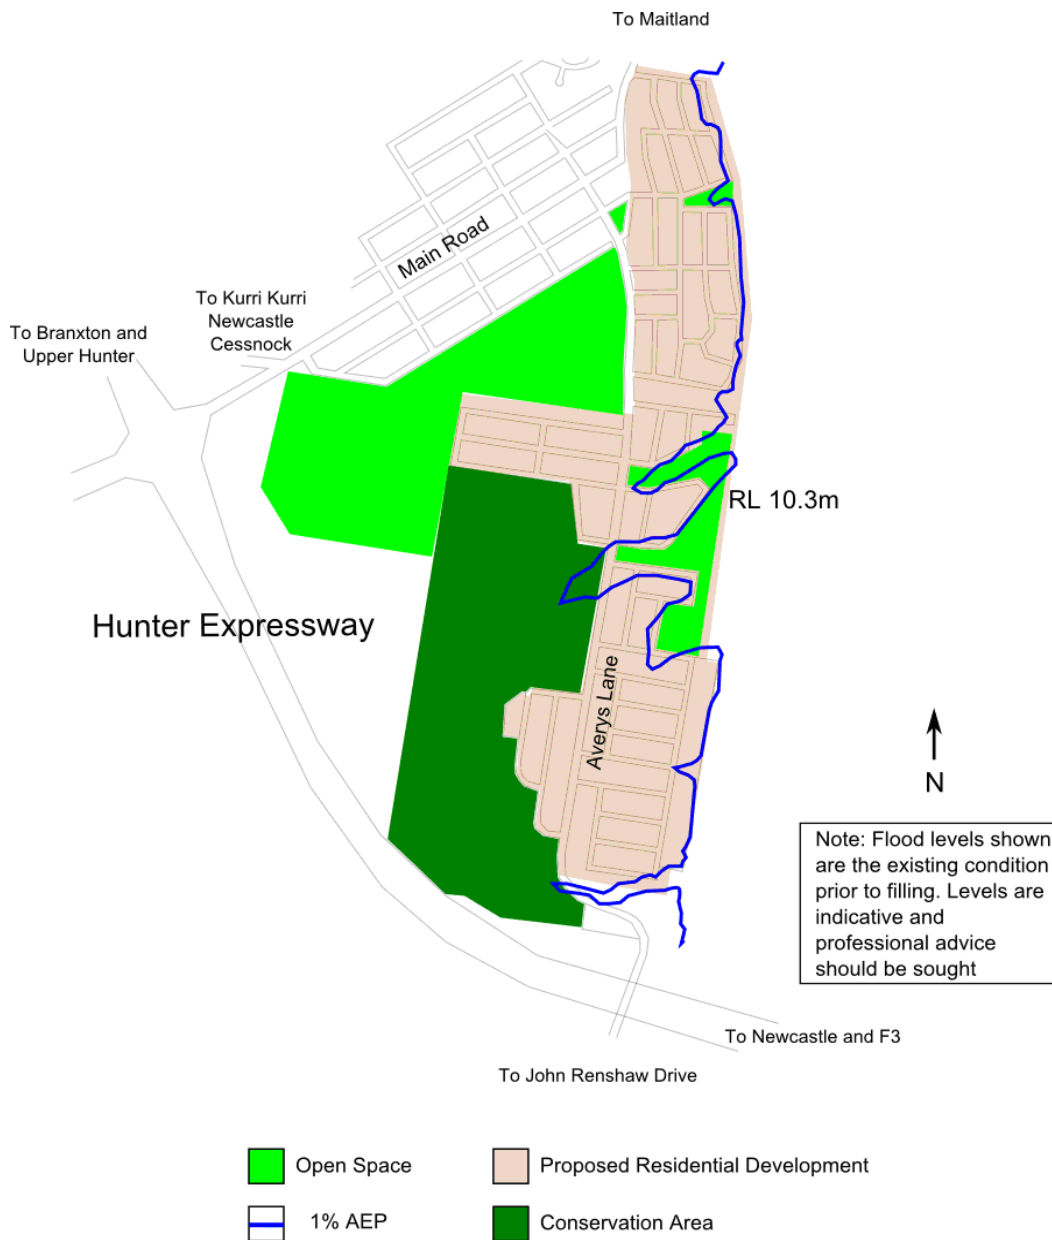 To Maitland
Main Road
To Kurri Kurri
Newcastle
Cessnock
To Branxton and
Upper Hunter
RL 10.3m
Hunter Expressway
Averys Lane
N
Note: Flood levels shown
are the existing condition
prior to filling. Levels are
indicative and
professional advice
should be sought
To Newcastle and F3
To John Renshaw Drive
Open Space
Proposed Residential Development
1% AEP
Conservation Area